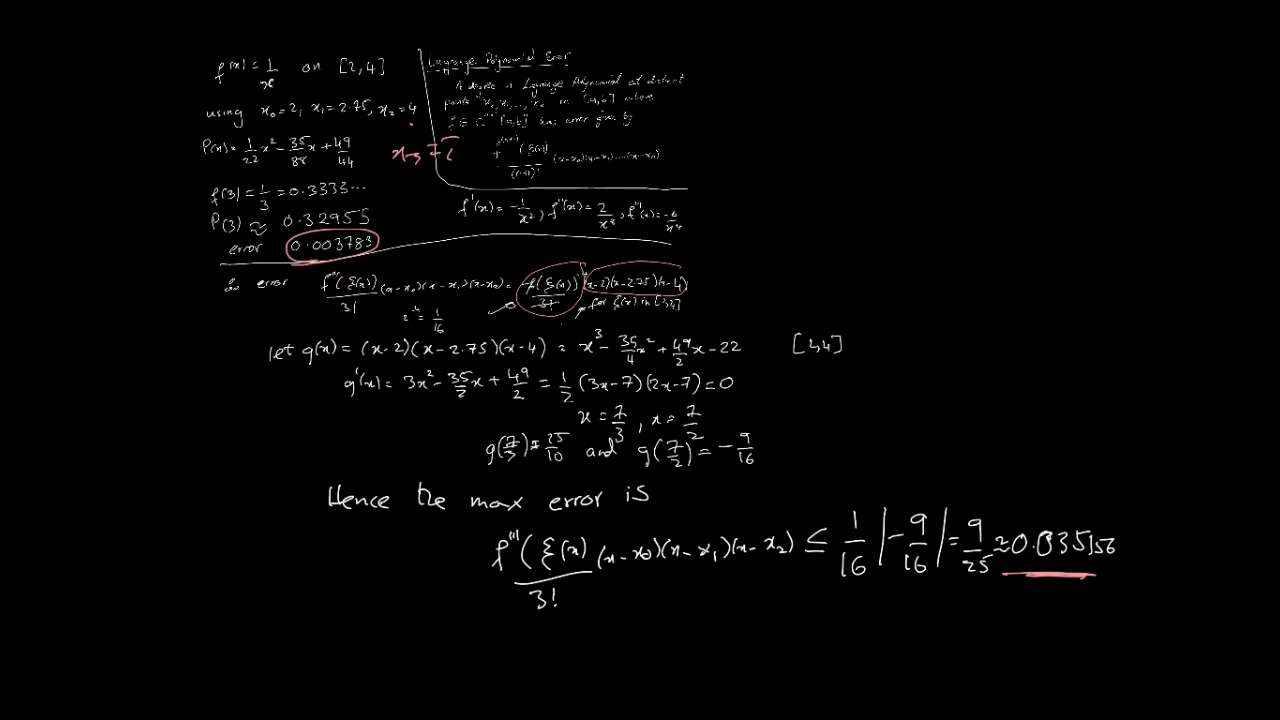 f(x) = 1/x on [2,4]
using x₀=2, x₁=2.75, x₂=4
P(x) = 1/22 x² - 35/88 x + 49/44
f(3) = 1/3 = 0.3333...
P(3) ≈ 0.32955
error 0.003783
Lagrange Polynomial Error
A degree n Lagrange Polynomial at distinct
points x₀, x₁, ..., xₙ in [a,b] where
has error given by
f⁽ⁿ⁺¹⁾(ξ(x))/(n+1)! (x-x₀)(x-x₁)....(x-xₙ)
f'(x) = -1/x², f''(x) = 2/x³, f'''(x) = -6/x⁴
∴ error f'''(ξ(x))/3! (x-x₀)(x-x₁)(x-x₂) = (x-2)(x-2.75)(x-4)
2⁻⁴ = 1/16 for ξ(x) in [2,4]
let g(x) = (x-2)(x-2.75)(x-4) = x³ - 35/4 x² + 49/2 x - 22 [2,4]
g'(x) = 3x² - 35/2 x + 49/2 = 1/2 (3x-7)(2x-7) = 0
x = 7/3, x = 7/2
g(7/3) = 25/10 and g(7/2) = -9/16
Hence the max error is
f'''(ξ(x)/3! (x-x₀)(x-x₁)(x-x₂) ≤ 1/16 |-9/16| = 9/25 ≈ 0.035156